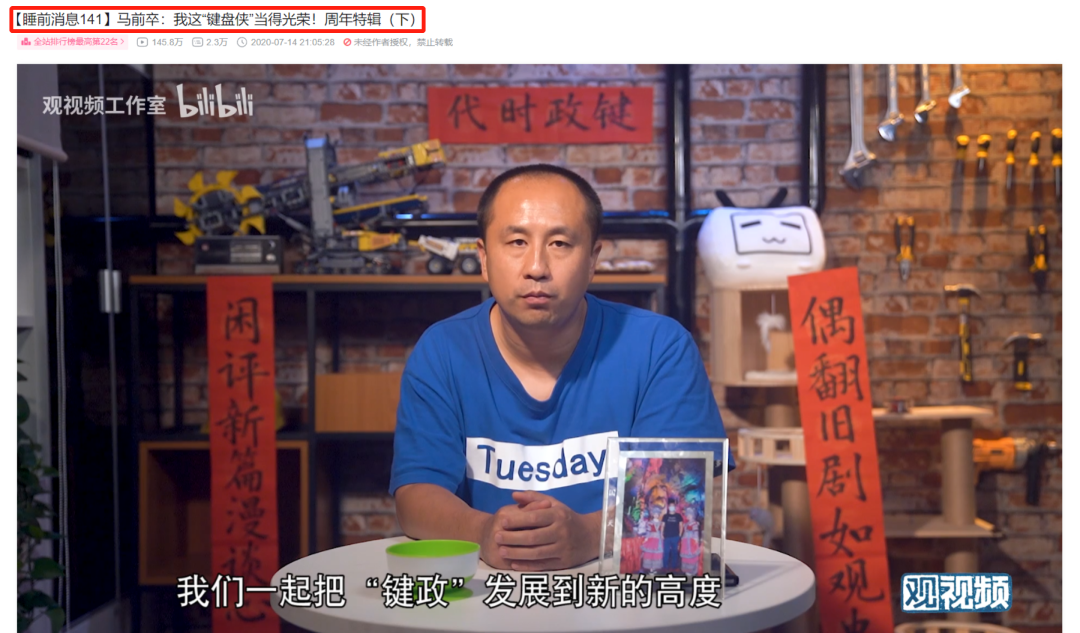 【睡前消息141】马前卒：我这“键盘侠”当得光荣！周年特辑（下）
全站排行榜最高第22名 > 145.8万 2.3万 2020-07-14 21:05:28 未经作者授权，禁止转载
观视频工作室 bilibili
代时政键
闲评新篇漫谈
偶翻旧剧如观史
Tuesday
我们一起把“键政”发展到新的高度
观视频